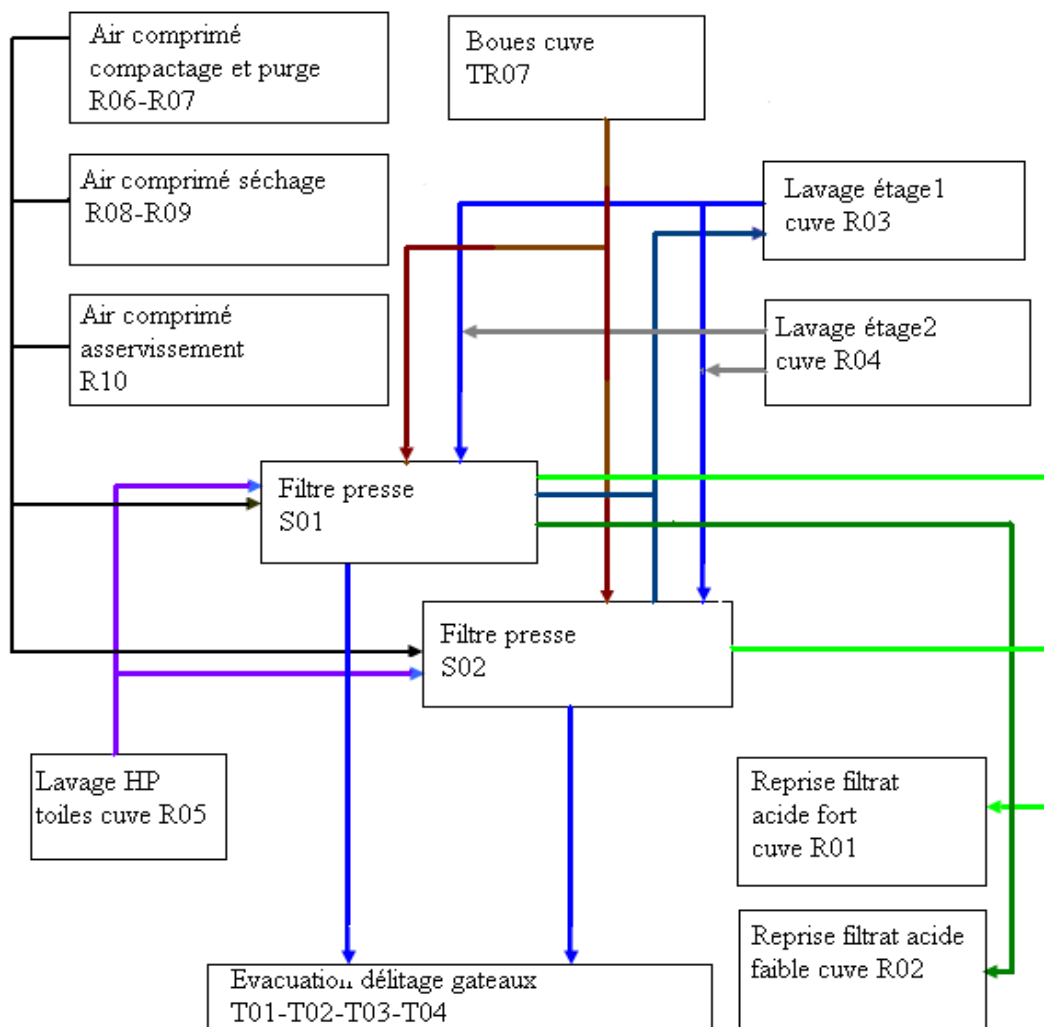 Air comprimé
compactage et purge
R06-R07
Boues cuve
TR07
Air comprimé séchage
R08-R09
Lavage étage1
cuve R03
Air comprimé
asservissement
R10
Lavage étage2
cuve R04
Filtre presse
S01
Filtre presse
S02
Lavage HP
toiles cuve R05
Reprise filtrat
acide fort
cuve R01
Reprise filtrat acide
faible cuve R02
Evacuation délitage gateaux
T01-T02-T03-T04